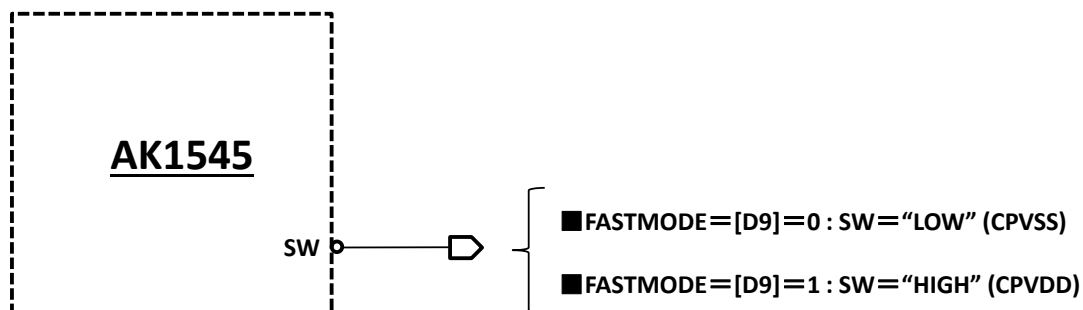 AK1545
SW
■FASTMODE=[D9]=0 : SW=“LOW” (CPVSS)
■FASTMODE=[D9]=1 : SW=“HIGH” (CPVDD)